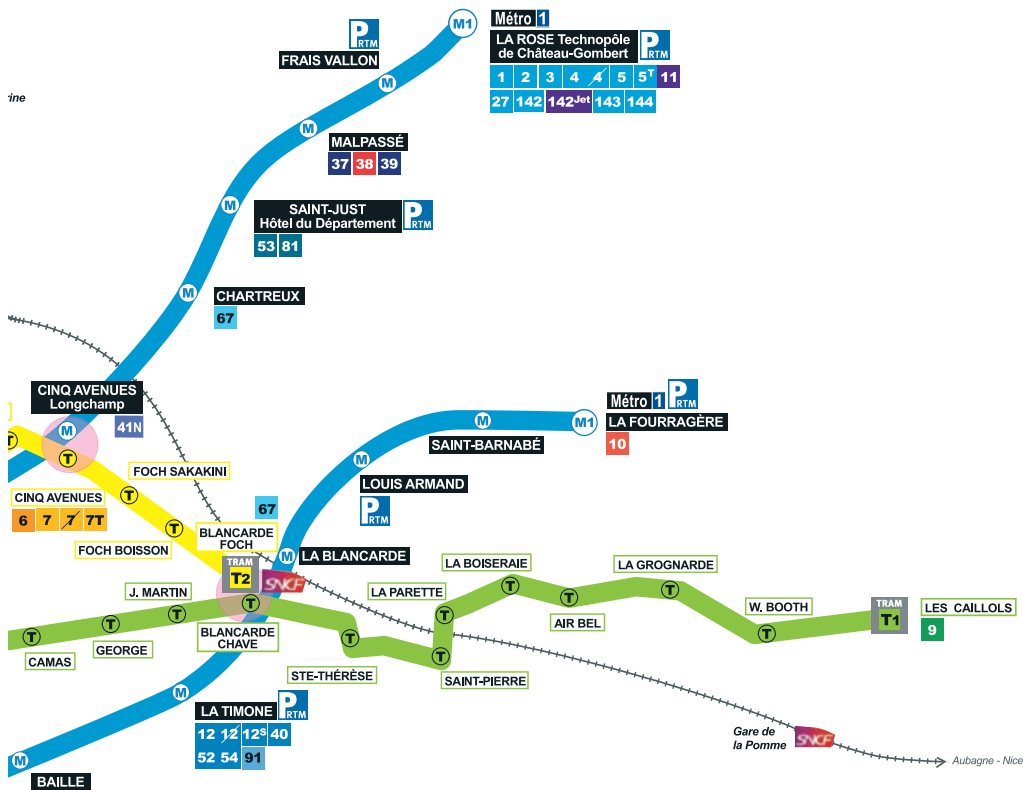 M1
Métro 1
P RTM
FRAIS VALLON
LA ROSE Technopôle
de Château-Gombert
P RTM
1 2 3 4 4 5 5T 11
27 142 142Jet 143 144
M
rine
M
MALPASSÉ
37 38 39
M
SAINT-JUST
Hôtel du Département
P RTM
53 81
M
CHARTREUX
67
CINQ AVENUES
Longchamp
41N
M
T
T
CINQ AVENUES
6 7 7 7T
Métro 1
P RTM
LA FOURRAGÈRE
10
M1
M
SAINT-BARNABÉ
M
LOUIS ARMAND
P RTM
FOCH SAKAKINI
T
67
T
FOCH BOISSON
BLANCARDE
FOCH
TRAM
T2
SNCF
M
LA BLANCARDE
J. MARTIN
T
T
T
T
CAMAS
GEORGE
BLANCARDE
CHAVE
LA PARETTE
LA BOISERAIE
LA GROGNARDE
T
T
T
T
T
T
T
AIR BEL
W. BOOTH
TRAM
T1
LES CAILLOLS
9
STE-THÉRÈSE
SAINT-PIERRE
M
LA TIMONE
P RTM
12 12 12S 40
52 54 91
M
BAILLE
Gare de
la Pomme
SNCF
Aubagne - Nice